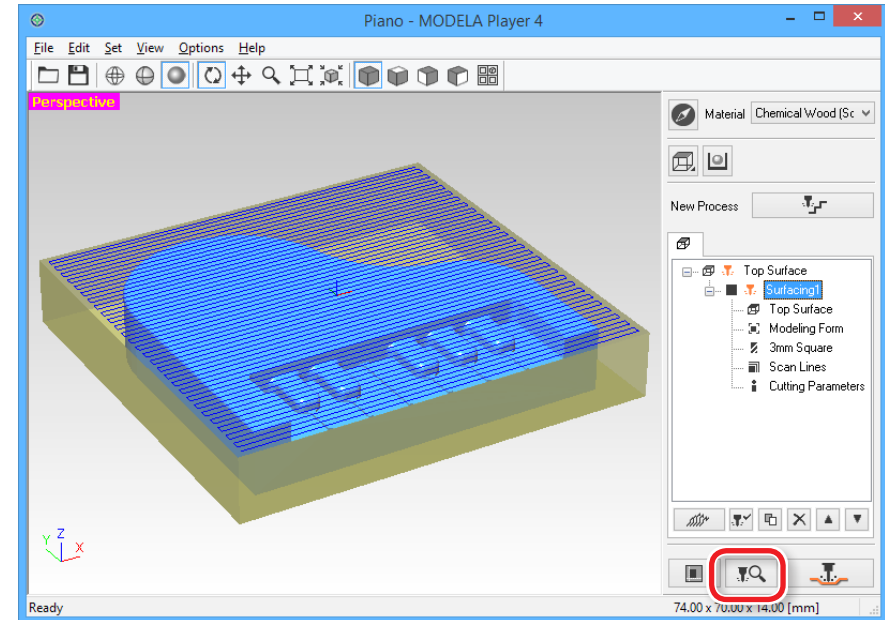 Piano - MODELA Player 4
File Edit Set View Options Help
Perspective
Material Chemical Wood (Sc
New Process
Top Surface
Surfacing1
Top Surface
Modeling Form
3mm Square
Scan Lines
Cutting Parameters
Y Z X
Ready
74.00 x 70.00 x 14.00 [mm]